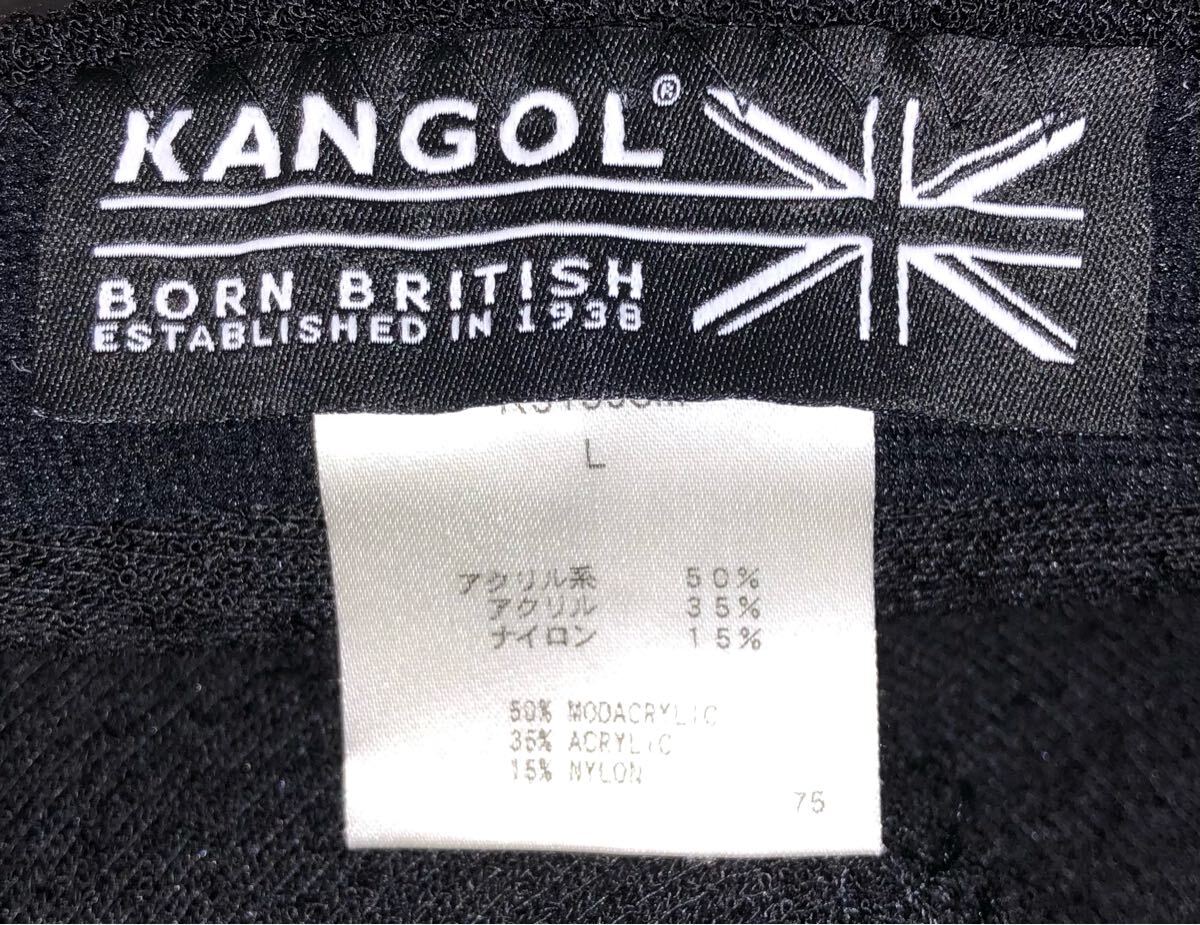 KANGOL®
BORN BRITISH
ESTABLISHED IN 1938
L
アクリル系 50%
アクリル 35%
ナイロン 15%
50% MODACRYLIC
35% ACRYLIC
15% NYLON
75